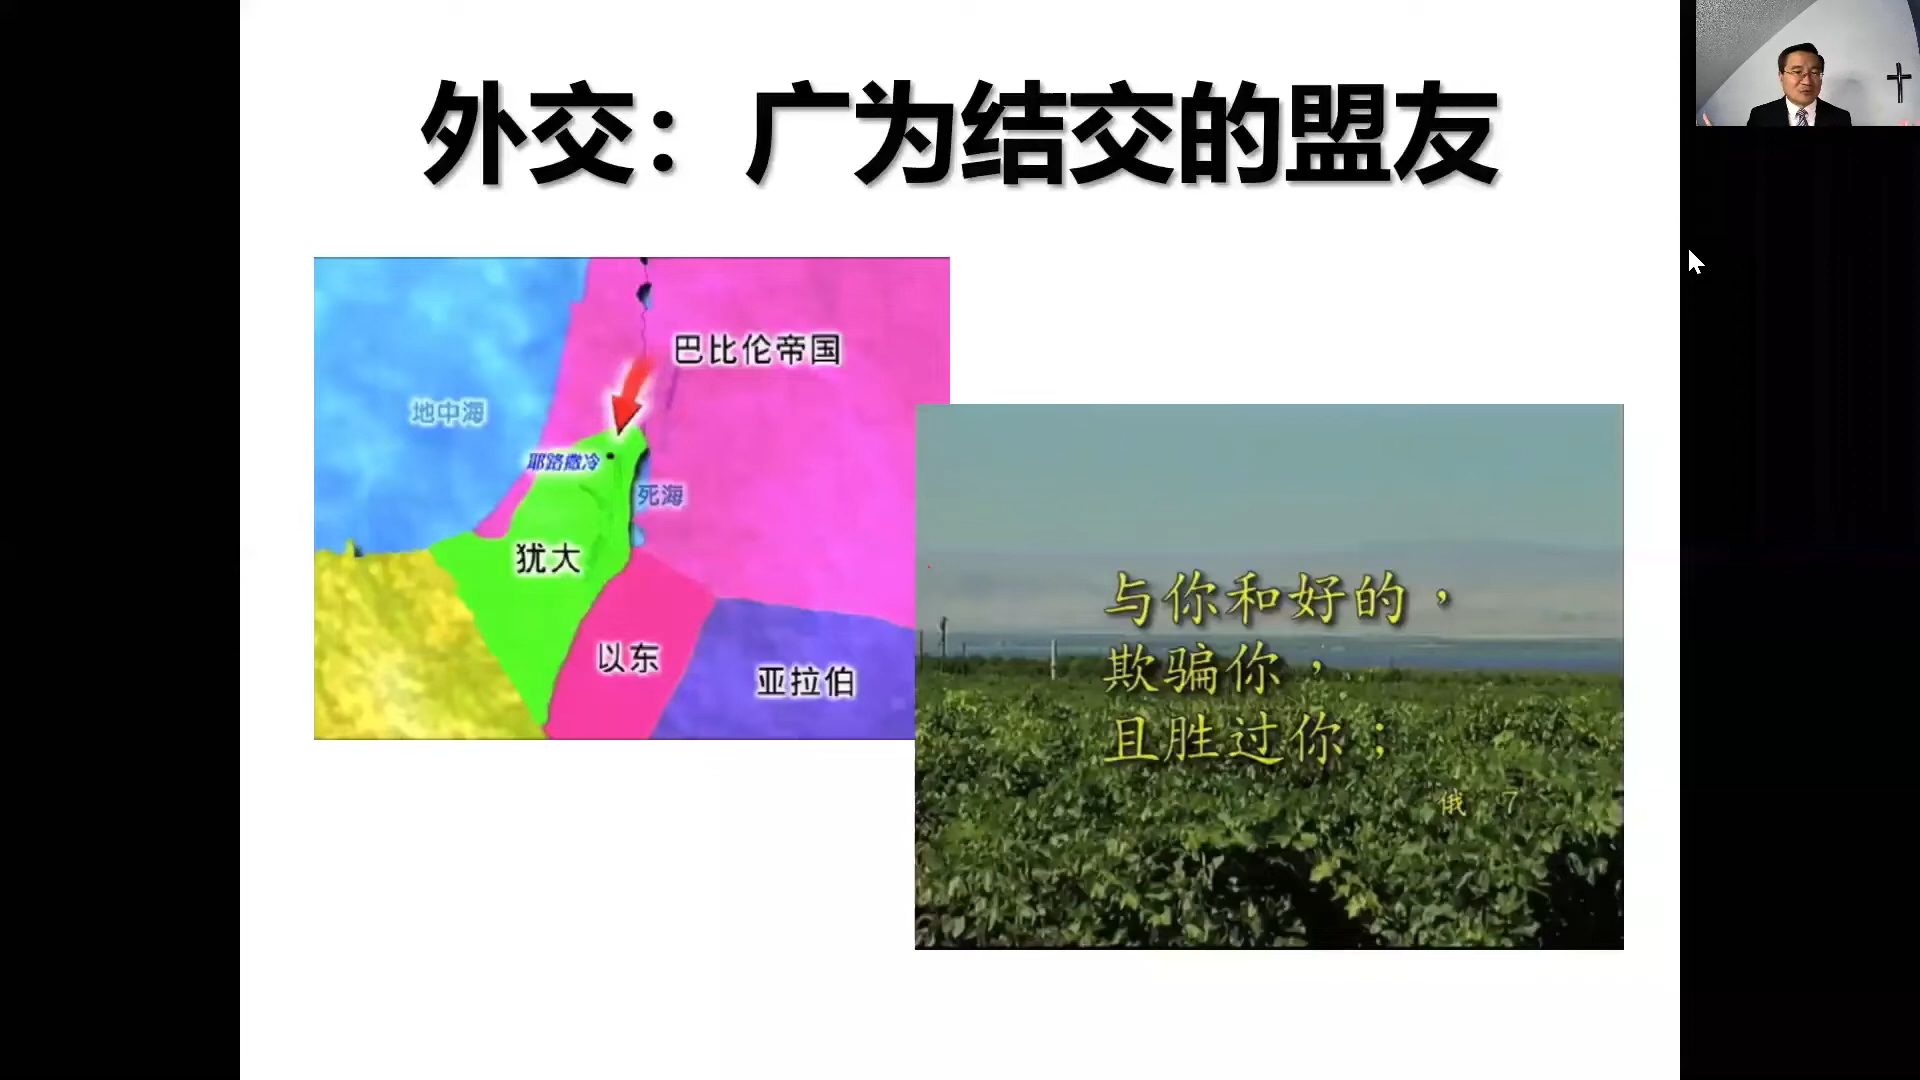 外交：广为结交的盟友
巴比伦帝国
地中海
耶路撒冷
死海
犹大
以东
亚拉伯
与你和好的，
欺骗你，
且胜过你；
俄 7